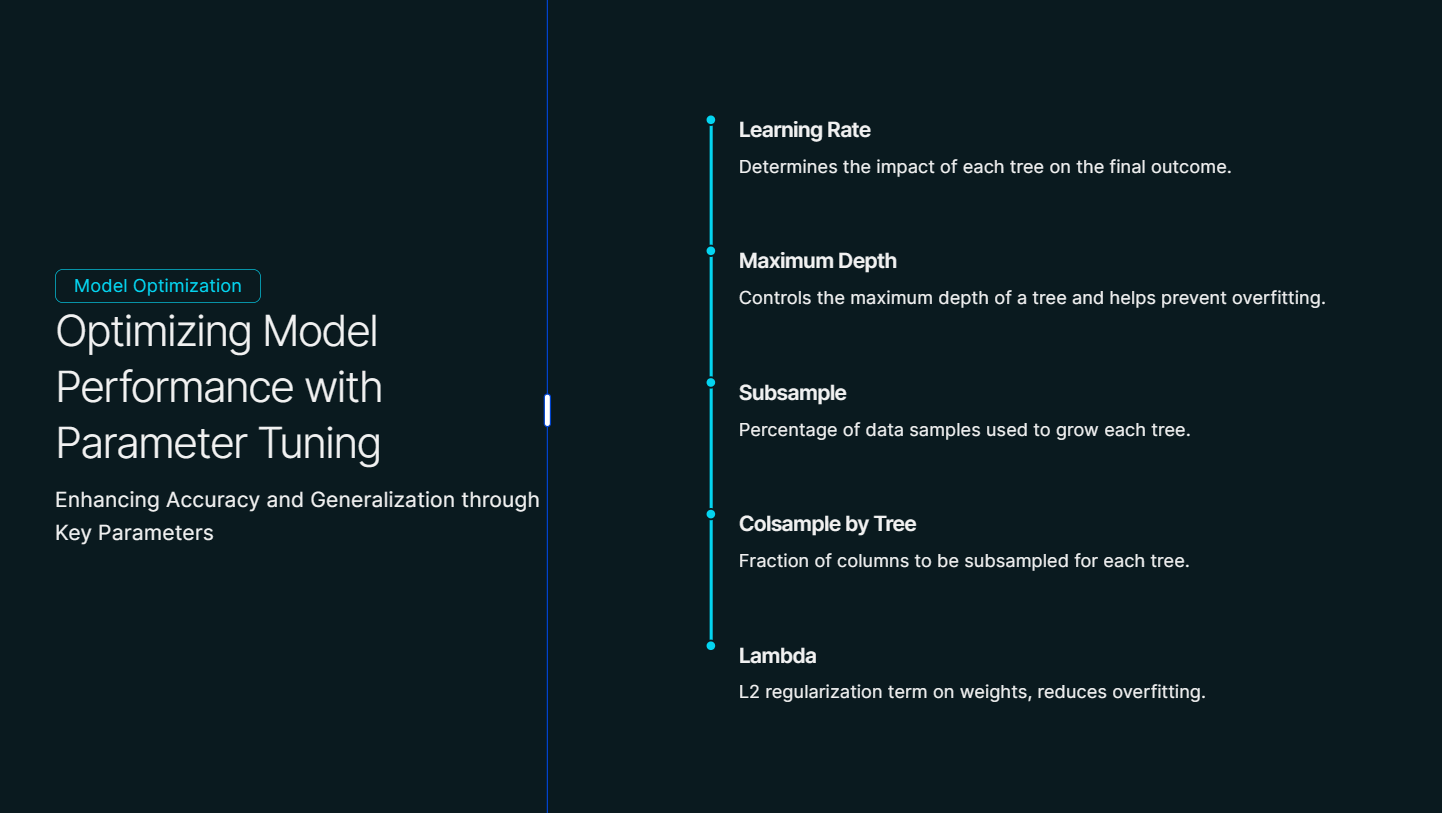 Model Optimization
Optimizing Model
Performance with
Parameter Tuning
Enhancing Accuracy and Generalization through
Key Parameters
Learning Rate
Determines the impact of each tree on the final outcome.
Maximum Depth
Controls the maximum depth of a tree and helps prevent overfitting.
Subsample
Percentage of data samples used to grow each tree.
Colsample by Tree
Fraction of columns to be subsampled for each tree.
Lambda
L2 regularization term on weights, reduces overfitting.